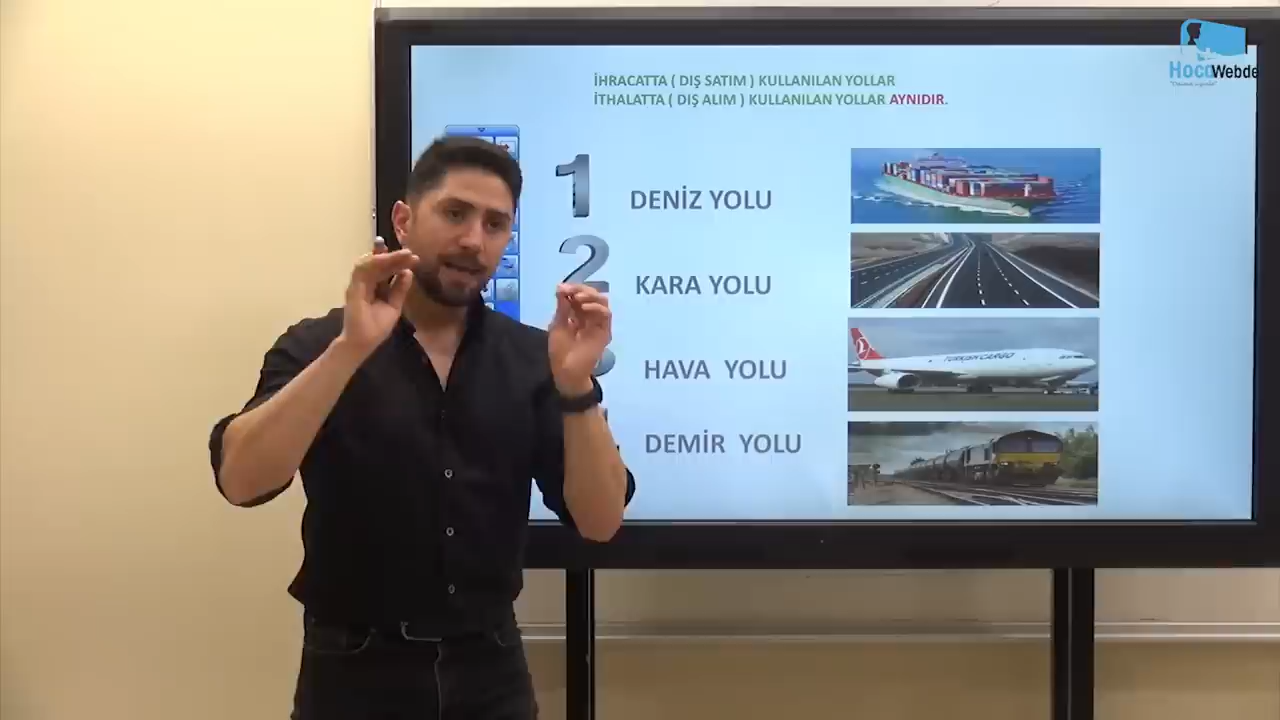 İHRACATTA ( DIŞ SATIM ) KULLANILAN YOLLAR
İTHALATTA ( DIŞ ALIM ) KULLANILAN YOLLAR AYNIDIR.
HocaWebde
1 DENİZ YOLU
2 KARA YOLU
HAVA YOLU
DEMİR YOLU
TURKISH CARGO